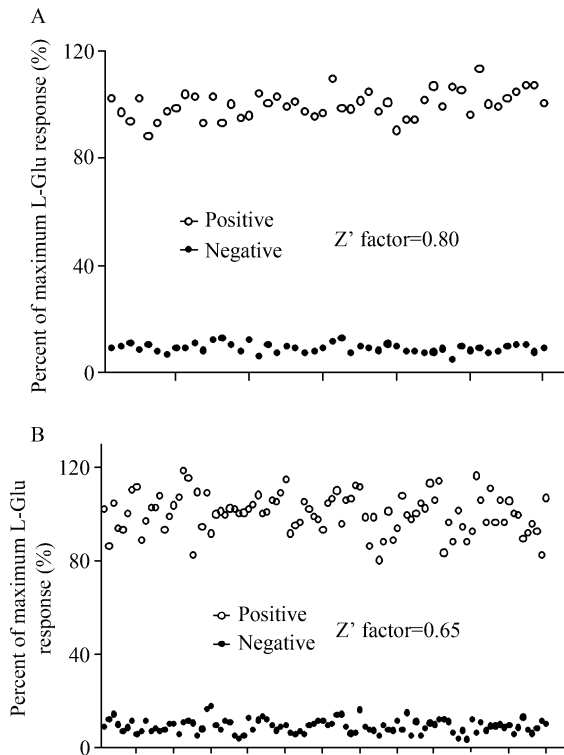 A
Percent of maximum L-Glu response (%)
120
80
40
0
Positive
Negative
Z’ factor=0.80
B
Percent of maximum L-Glu
response (%)
120
80
40
0
Positive
Negative
Z’ factor=0.65